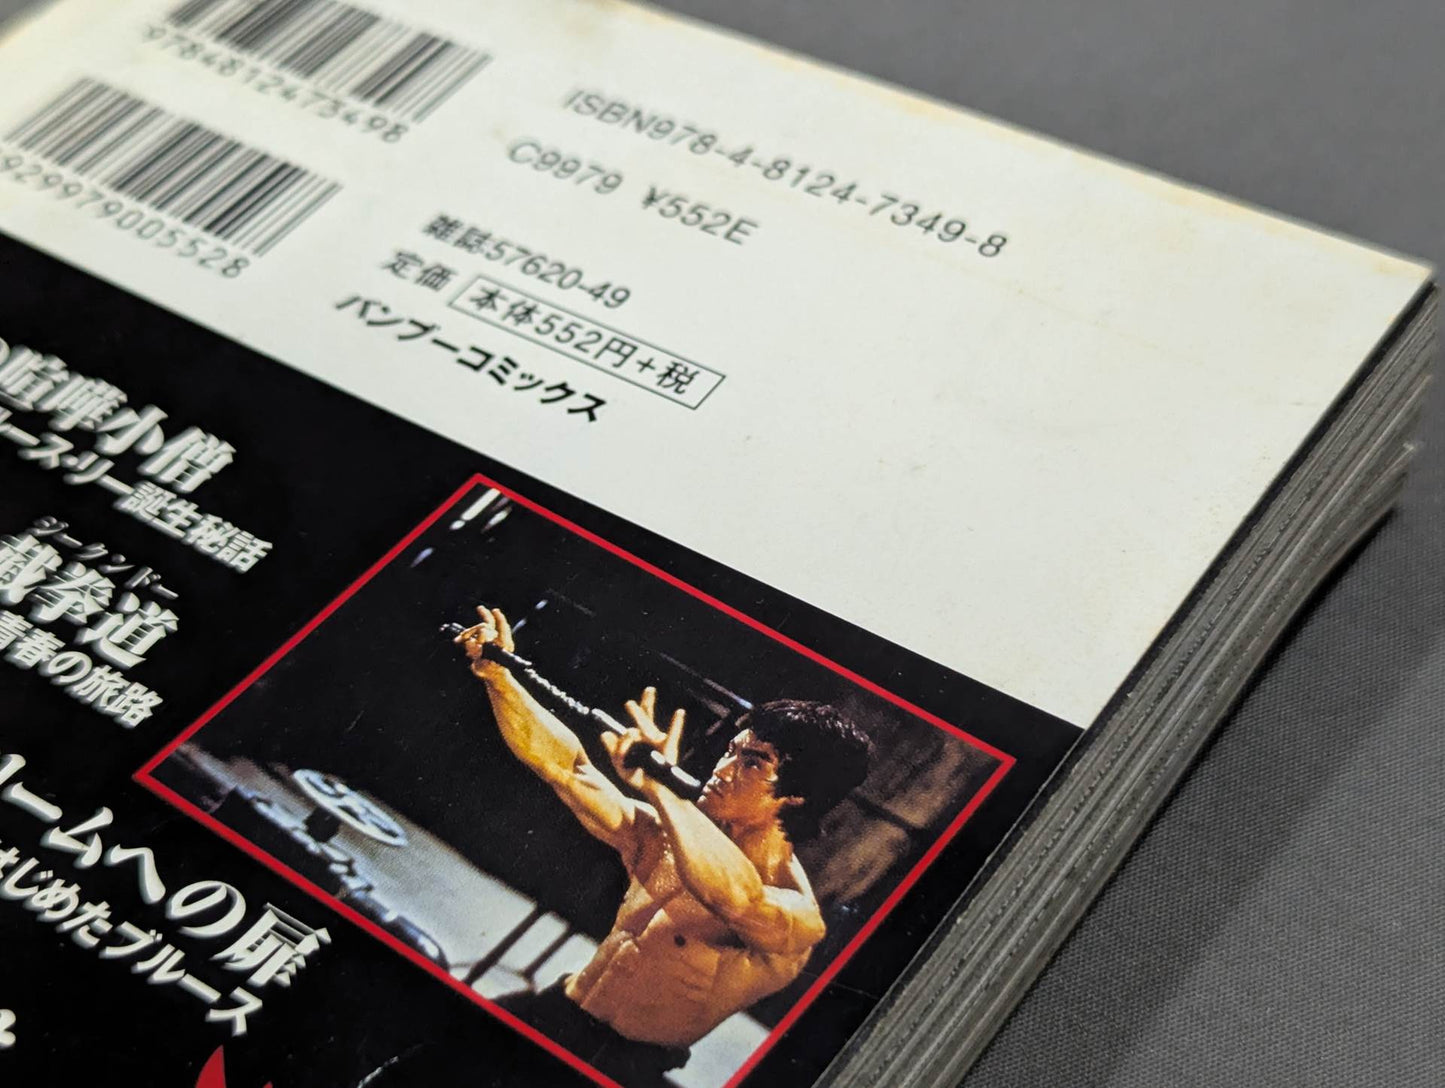 9784812473498
ISBN978-4-8124-7349-8
C9979 ¥552E
929979005528
雑誌57620-49
定価 本体552円+税
バンブーコミックス
の喧嘩小僧
ルース・リー誕生秘話
ジークンドー
截拳道
青春の旅路
リームへの扉
はじめたブルース